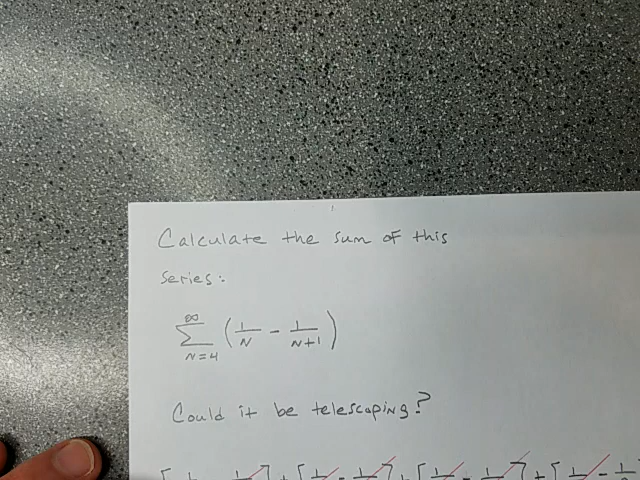 Calculate the sum of this
series:
∞
∑ (1/N - 1/N+1)
N=4
Could it be telescoping?